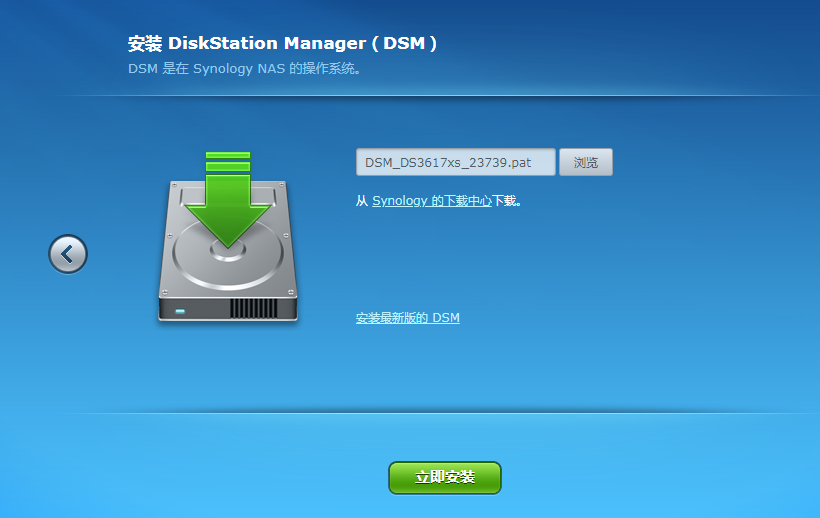 安装 DiskStation Manager（DSM）
DSM 是在 Synology NAS 的操作系统。
DSM_DS3617xs_23739.pat 浏览
从 Synology 的下载中心下载。
安装最新版的 DSM
立即安装